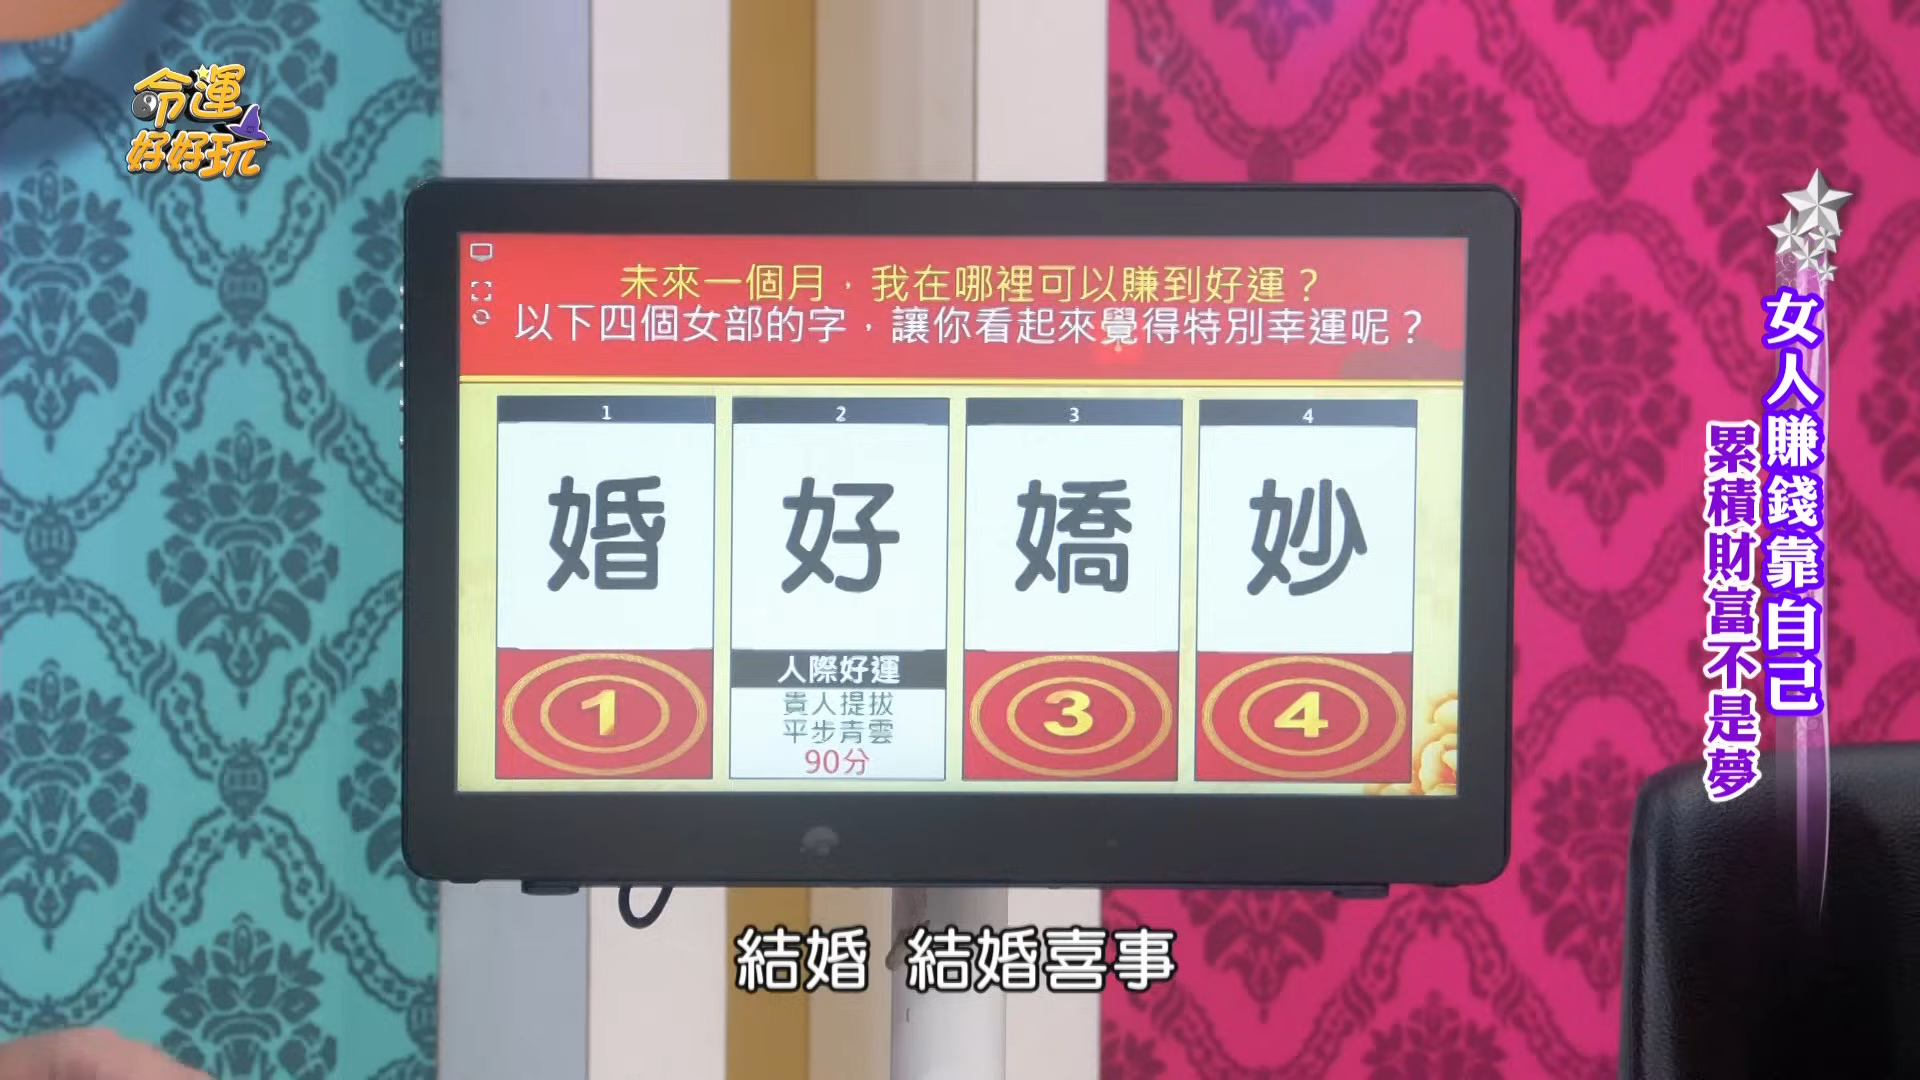 命運
好好玩
未來一個月，我在哪裡可以賺到好運？
以下四個女部的字，讓你看起來覺得特別幸運呢？
1
2
3
4
婚
好
嬌
妙
1
人際好運
貴人提拔
平步青雲
90分
3
4
女人賺錢靠自己
累積財富不是夢
結婚 結婚喜事